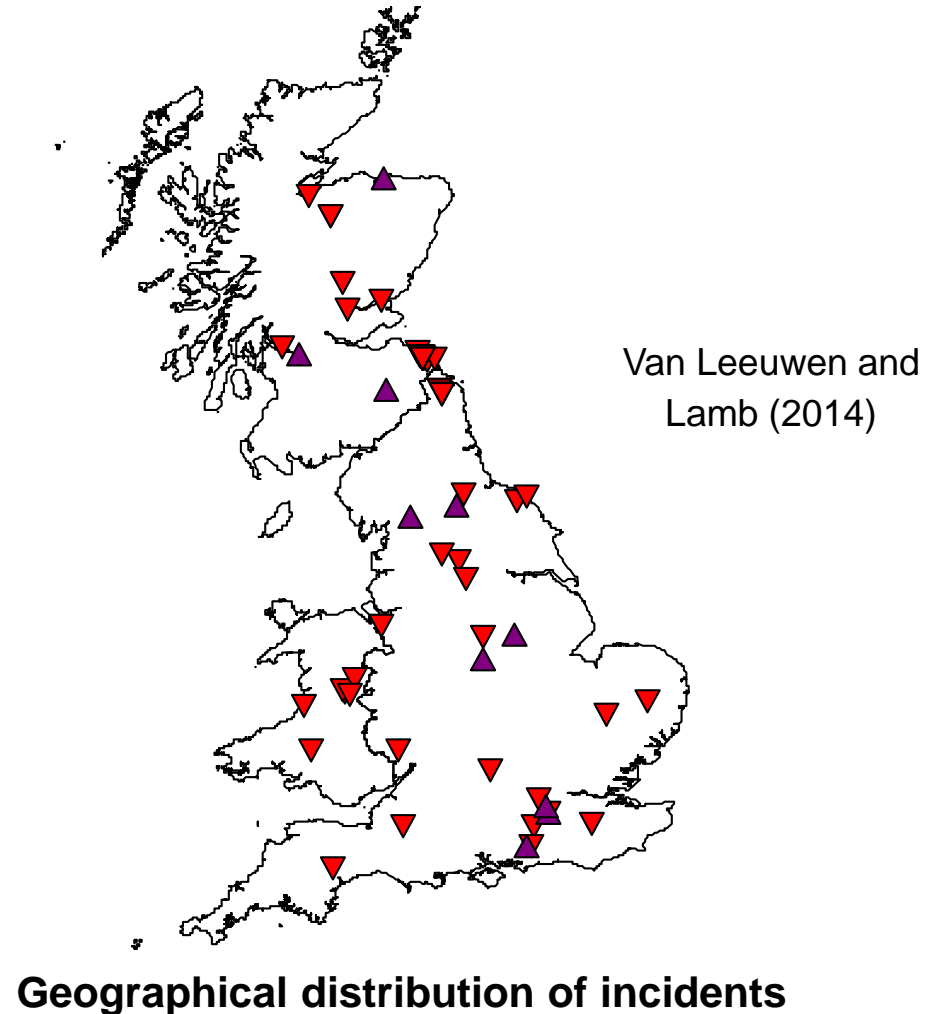 Van Leeuwen and
Lamb (2014)
Geographical distribution of incidents